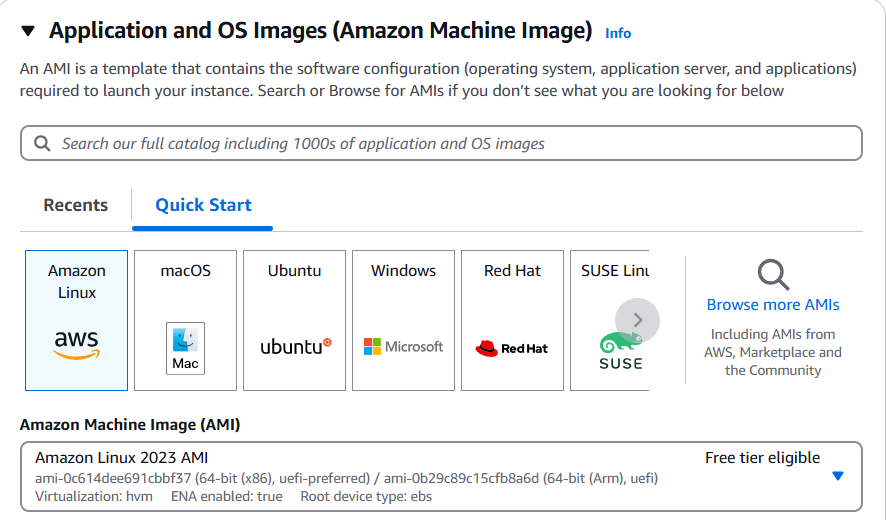 Application and OS Images (Amazon Machine Image) Info
An AMI is a template that contains the software configuration (operating system, application server, and applications)
required to launch your instance. Search or Browse for AMIs if you don’t see what you are looking for below
Search our full catalog including 1000s of application and OS images
Recents
Quick Start
Amazon
Linux
aws
macOS
Mac
Ubuntu
ubuntu
Windows
Microsoft
Red Hat
Red Hat
SUSE Linu
SUSE
Browse more AMIs
Including AMIs from
AWS, Marketplace and
the Community
Amazon Machine Image (AMI)
Amazon Linux 2023 AMI
Free tier eligible
ami-0c614dee691cbbf37 (64-bit (x86), uefi-preferred) / ami-0b29c89c15cfb8a6d (64-bit (Arm), uefi)
Virtualization: hvm ENA enabled: true Root device type: ebs